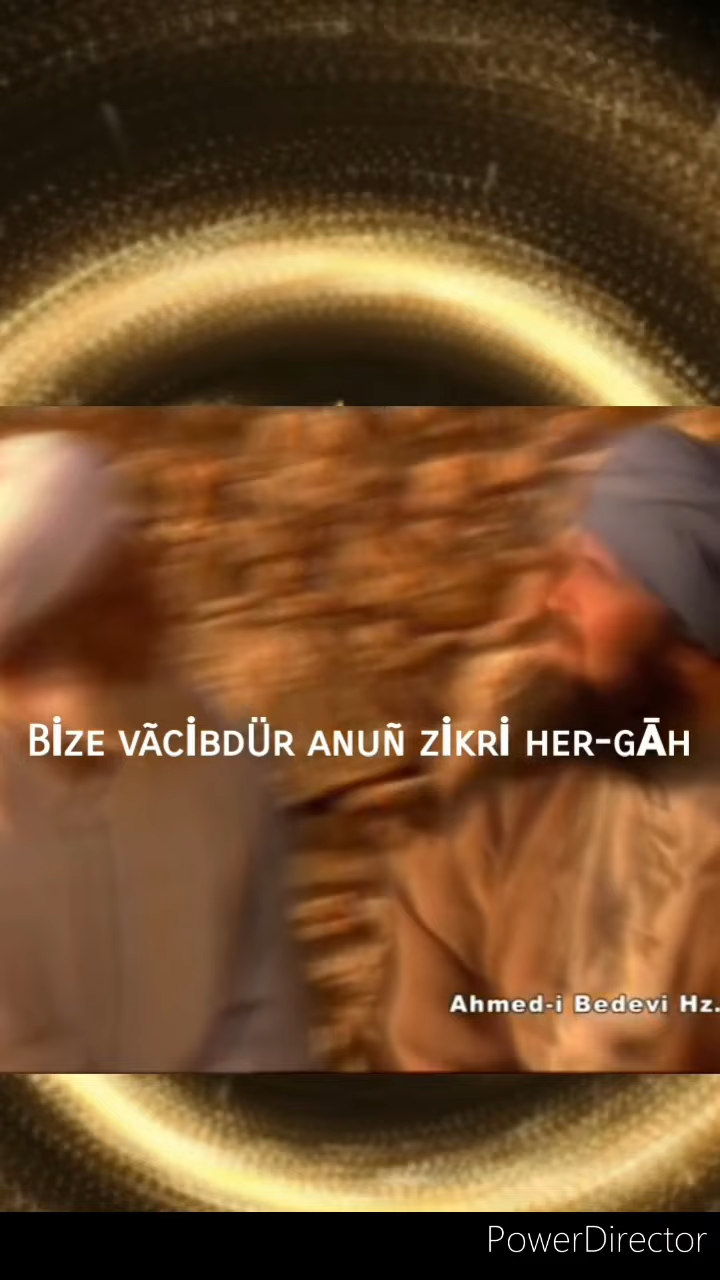 BİZE VÃCİBDÜR ANUÑ ZİKRİ HER-GĀH
Ahmed-i Bedevi Hz.
PowerDirector